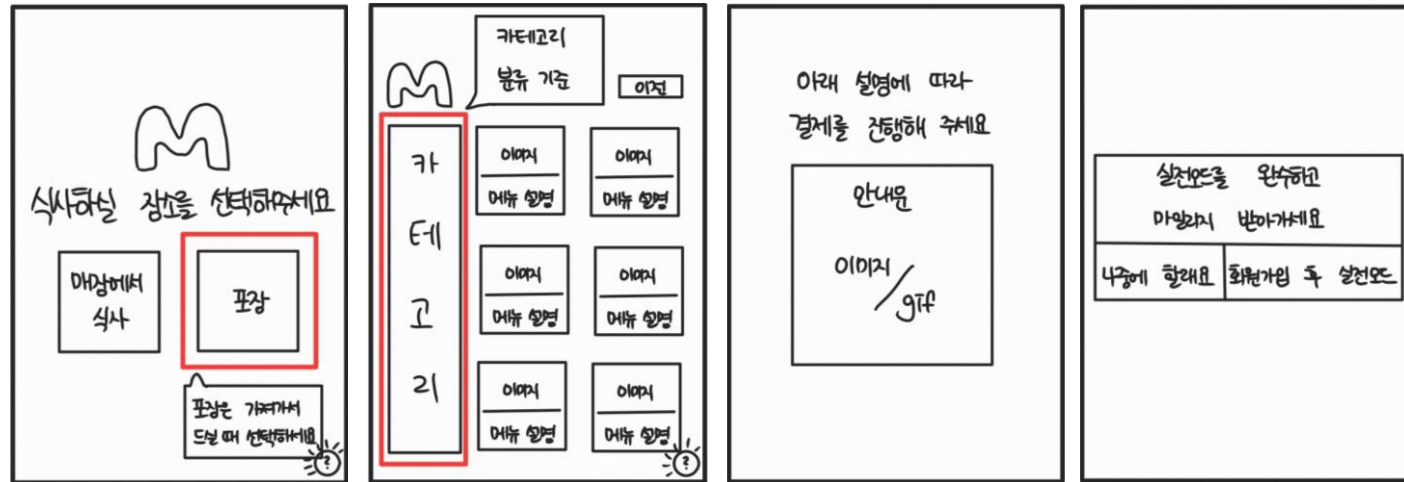 M
식사하실 장소를 선택해주세요
매장에서
식사
포장
포장은 가져가서
드실 때 선택하세요
?
M
카테고리
분류 기준
이전
카
테
고
리
이미지
메뉴 설명
이미지
메뉴 설명
이미지
메뉴 설명
이미지
메뉴 설명
이미지
메뉴 설명
이미지
메뉴 설명
?
아래 설명에 따라
결제를 진행해 주세요
안내문
이미지/gif
실전모드를 완수하고
마일리지 받아가세요
나중에 할래요
회원가입 후 실전모드